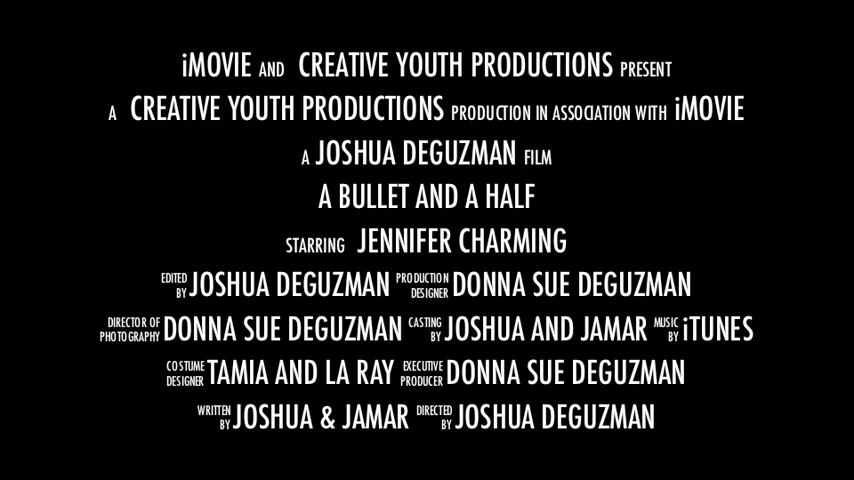 iMOVIE AND CREATIVE YOUTH PRODUCTIONS PRESENT
A CREATIVE YOUTH PRODUCTIONS PRODUCTION IN ASSOCIATION WITH iMOVIE
A JOSHUA DEGUZMAN FILM
A BULLET AND A HALF
STARRING JENNIFER CHARMING
EDITED BY JOSHUA DEGUZMAN PRODUCTION DESIGNER DONNA SUE DEGUZMAN
DIRECTOR OF PHOTOGRAPHY DONNA SUE DEGUZMAN CASTING BY JOSHUA AND JAMAR MUSIC BY iTUNES
COSTUME DESIGNER TAMIA AND LA RAY EXECUTIVE PRODUCER DONNA SUE DEGUZMAN
WRITTEN BY JOSHUA & JAMAR DIRECTED BY JOSHUA DEGUZMAN